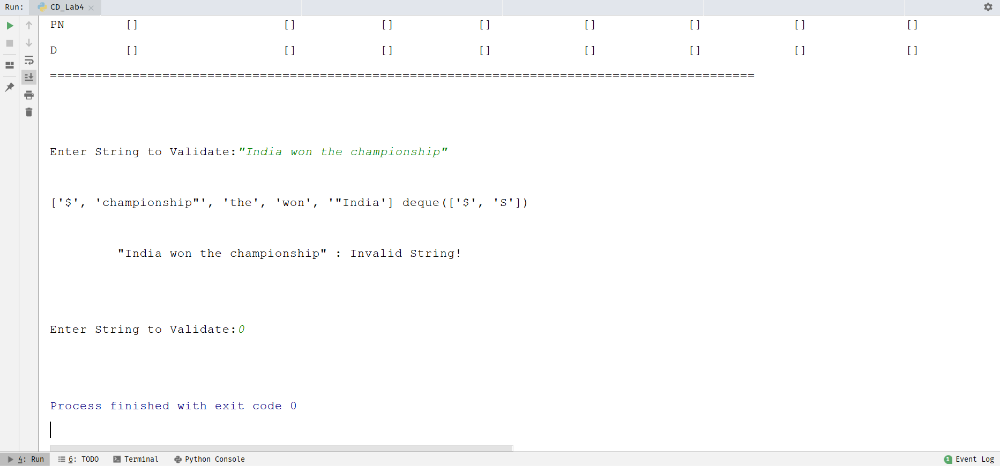 Run: CD_Lab4
PN [] [] [] [] [] [] [] []
D [] [] [] [] [] [] [] []
==============================================================================================
Enter String to Validate:"India won the championship"
['$', 'championship"', 'the', 'won', '"India'] deque(['$', 'S'])
"India won the championship" : Invalid String!
Enter String to Validate:0
Process finished with exit code 0
4: Run 6: TODO Terminal Python Console 1 Event Log